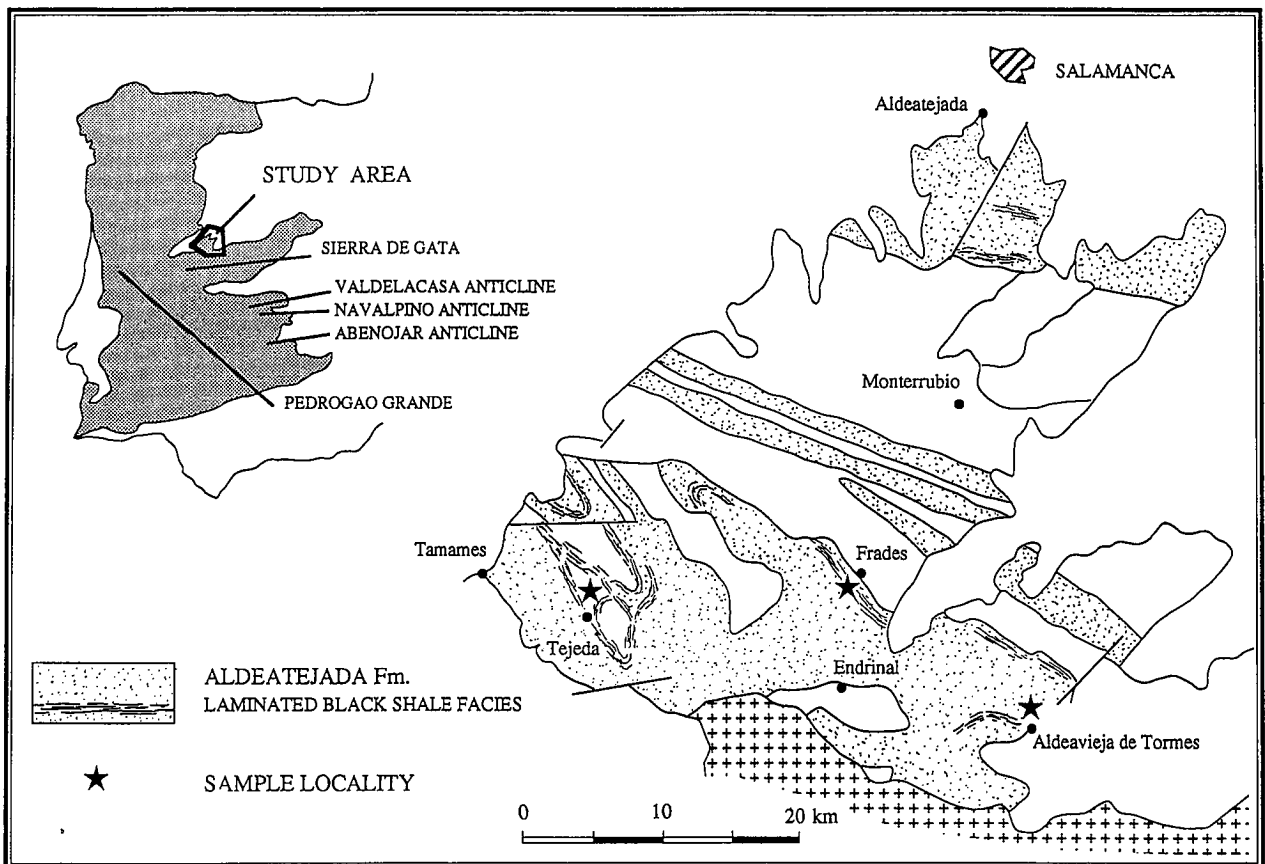 SALAMANCA
Aldeatejada
STUDY AREA
SIERRA DE GATA
VALDELACASA ANTICLINE
NAVALPINO ANTICLINE
ABENOJAR ANTICLINE
PEDROGAO GRANDE
Monterrubio
Tamames
Frades
Tejeda
Endrinal
Aldeavieja de Tormes
ALDEATEJADA Fm.
LAMINATED BLACK SHALE FACIES
SAMPLE LOCALITY
0 10 20 km